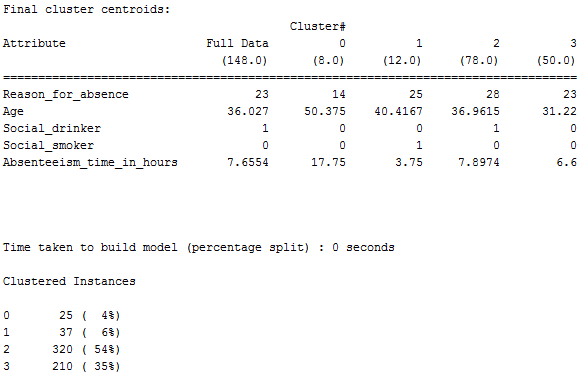 Final cluster centroids:
Cluster#
Attribute Full Data 0 1 2 3
(148.0) (8.0) (12.0) (78.0) (50.0)
==========================================================================================
Reason_for_absence 23 14 25 28 23
Age 36.027 50.375 40.4167 36.9615 31.22
Social_drinker 1 0 0 1 0
Social_smoker 0 0 1 0 0
Absenteeism_time_in_hours 7.6554 17.75 3.75 7.8974 6.6
Time taken to build model (percentage split) : 0 seconds
Clustered Instances
0 25 ( 4%)
1 37 ( 6%)
2 320 ( 54%)
3 210 ( 35%)